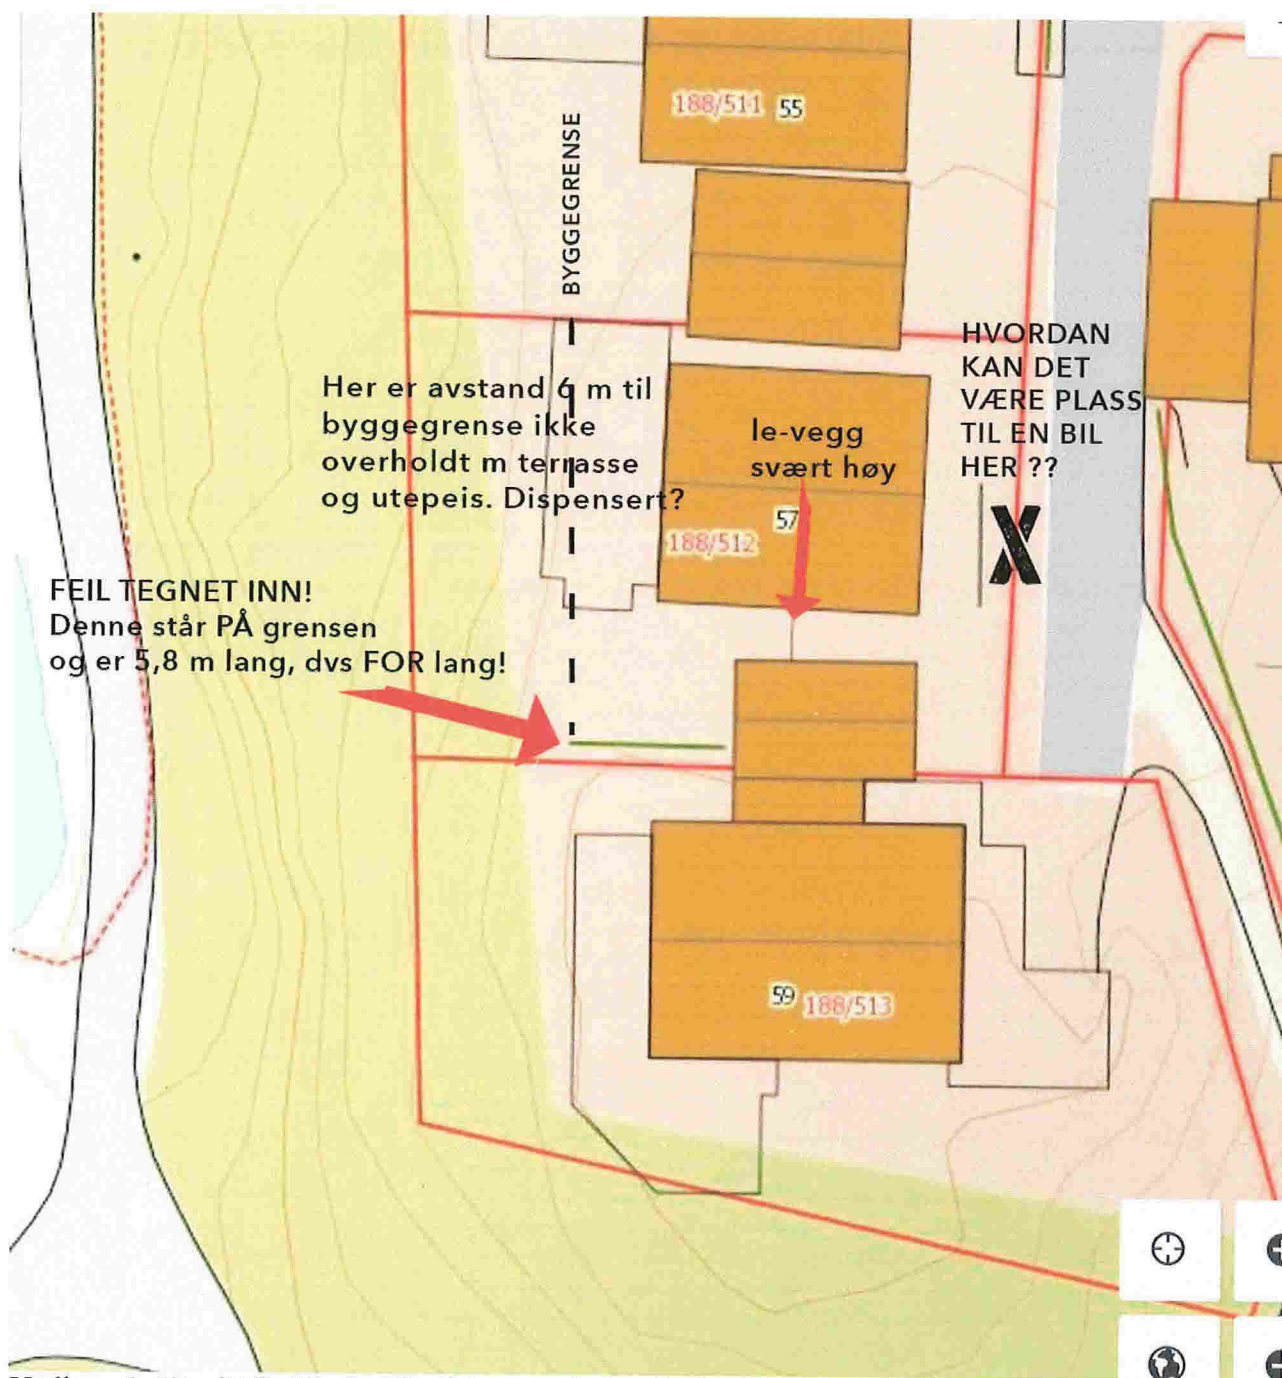 188/511 55
BYGGEGRENSE
HVORDAN
KAN DET
VÆRE PLASS
TIL EN BIL
HER ??
Her er avstand 6 m til
byggegrense ikke
overholdt m terrasse
og utepeis. Dispensert?
le-vegg
svært høy
57
188/512
X
FEIL TEGNET INN!
Denne står PÅ grensen
og er 5,8 m lang, dvs FOR lang!
59 188/513